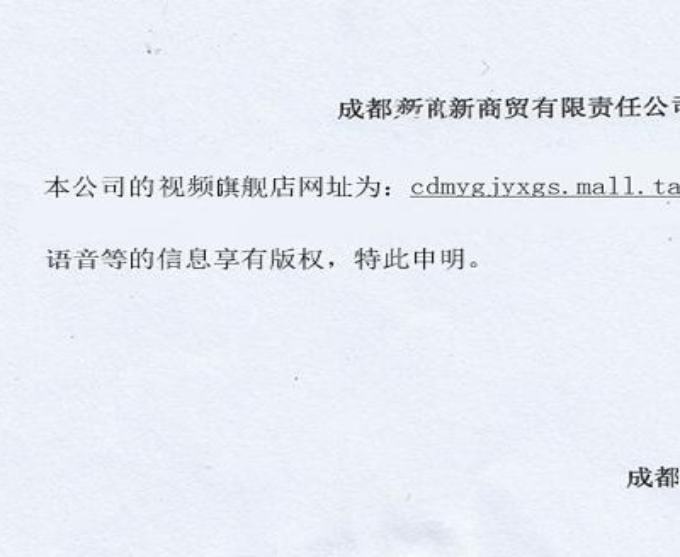 成都新高新商贸有限责任公司
本公司的视频旗舰店网址为：cdmygjyxgs.mall.ta
语音等的信息享有版权，特此申明。
成都